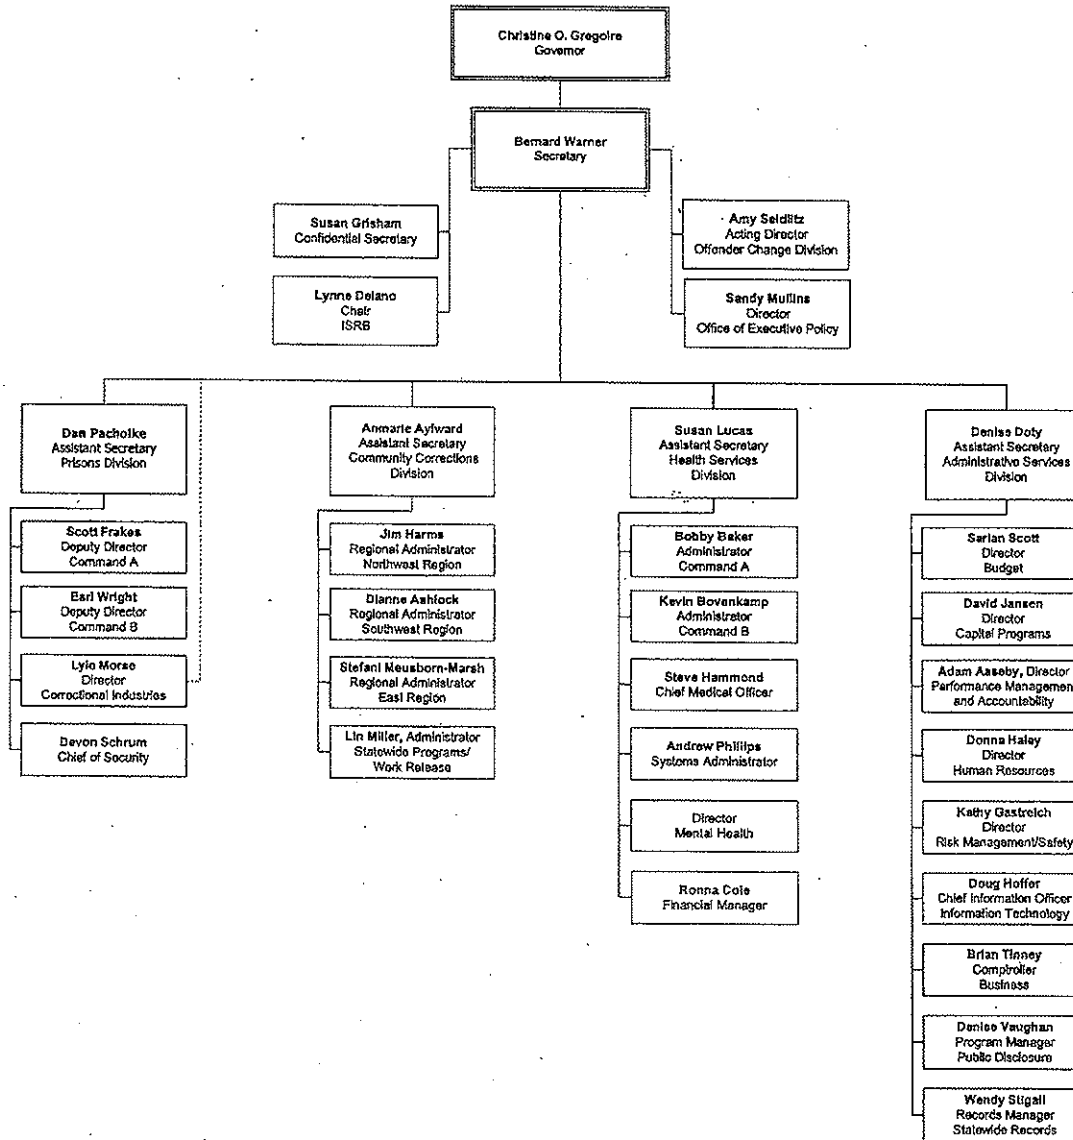 Christine O. Gregoire
Governor
Bernard Warner
Secretary
Susan Grisham
Confidential Secretary
Lynne Delano
Chair
ISRB
Amy Seidlitz
Acting Director
Offender Change Division
Sandy Mullins
Director
Office of Executive Policy
Dan Pacholke
Assistant Secretary
Prisons Division
Scott Frakes
Deputy Director
Command A
Earl Wright
Deputy Director
Command B
Lyle Morse
Director
Correctional Industries
Devon Schrum
Chief of Security
Anmarie Aylward
Assistant Secretary
Community Corrections
Division
Jim Harms
Regional Administrator
Northwest Region
Dianne Ashlock
Regional Administrator
Southwest Region
Stefani Meusborn-Marsh
Regional Administrator
East Region
Lin Miller, Administrator
Statewide Programs/
Work Release
Susan Lucas
Assistant Secretary
Health Services
Division
Bobby Baker
Administrator
Command A
Kevin Bovenkamp
Administrator
Command B
Steve Hammond
Chief Medical Officer
Andrew Phillips
Systems Administrator
Director
Mental Health
Ronna Cole
Financial Manager
Denise Doty
Assistant Secretary
Administrative Services
Division
Sarian Scott
Director
Budget
David Jansen
Director
Capital Programs
Adam Aaseby, Director
Performance Management
and Accountability
Donna Haley
Director
Human Resources
Kathy Gastreich
Director
Risk Management/Safety
Doug Hoffer
Chief Information Officer
Information Technology
Brian Tinney
Comptroller
Business
Denise Vaughan
Program Manager
Public Disclosure
Wendy Stigall
Records Manager
Statewide Records